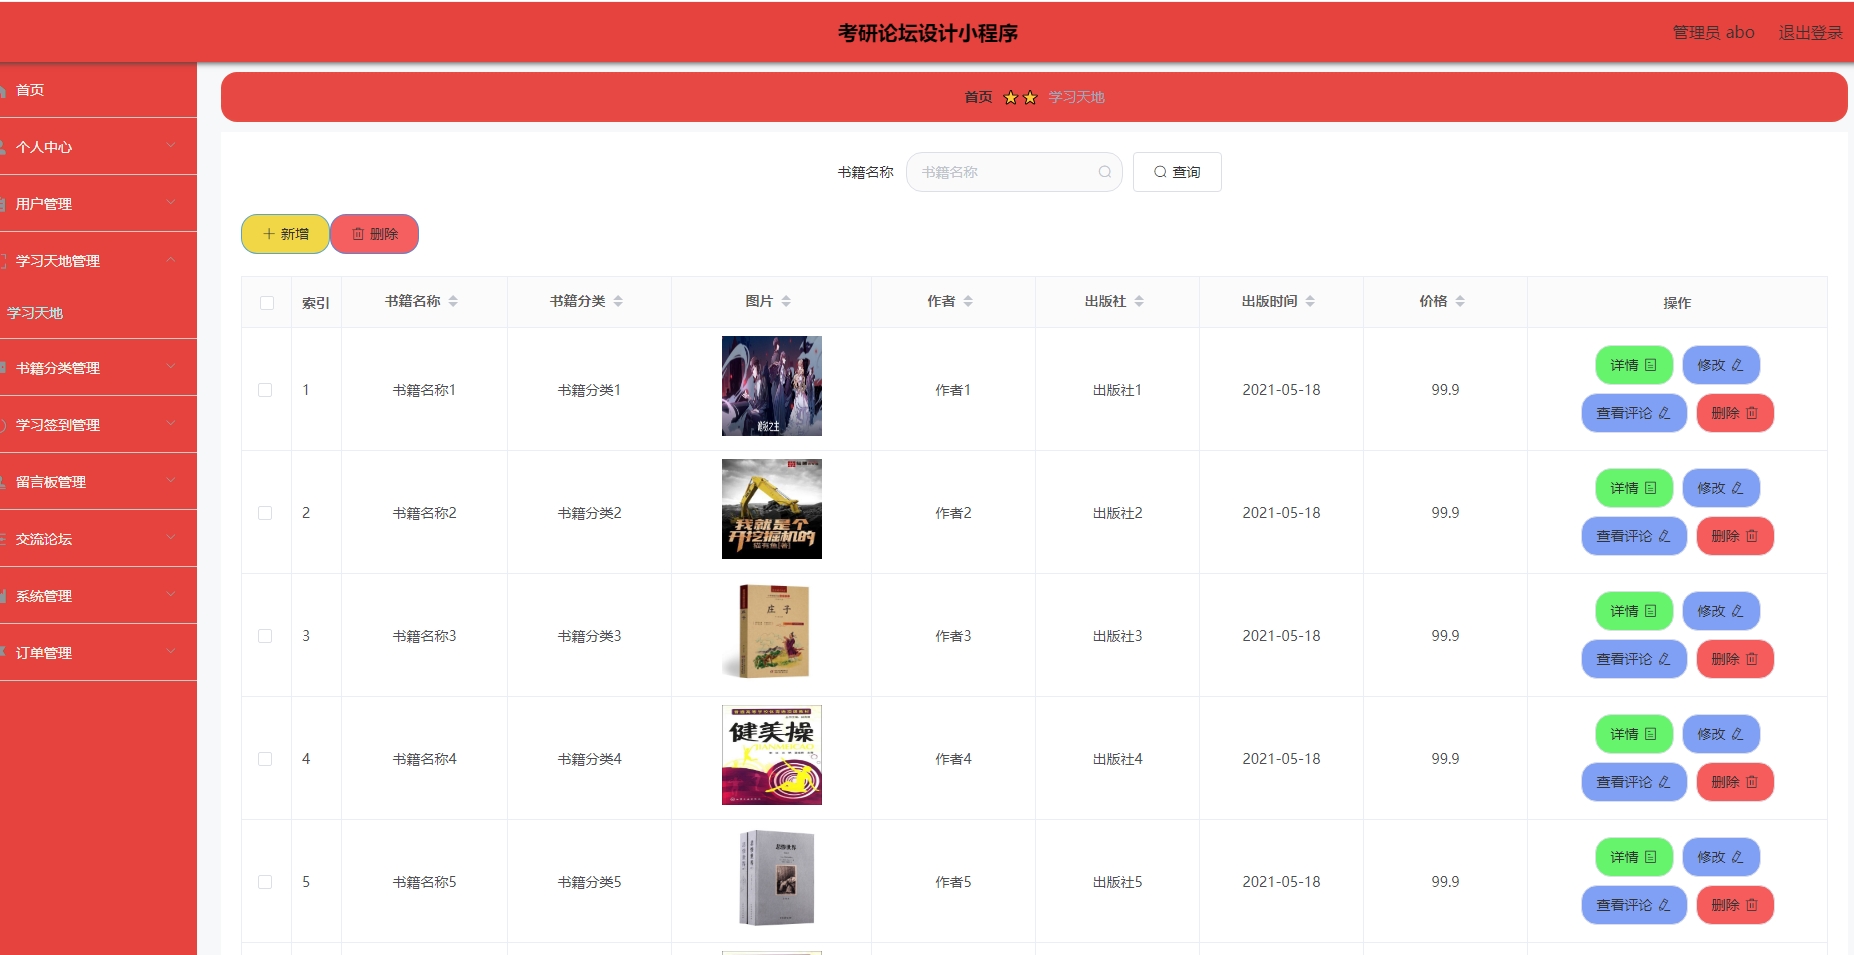 考研论坛设计小程序
管理员 abo 退出登录
首页
个人中心
用户管理
学习天地管理
学习天地
书籍分类管理
学习签到管理
留言板管理
交流论坛
系统管理
订单管理
首页 学习天地
书籍名称 书籍名称 查询
新增 删除
索引 书籍名称 书籍分类 图片 作者 出版社 出版时间 价格 操作
1 书籍名称1 书籍分类1 作者1 出版社1 2021-05-18 99.9
详情 修改
查看评论 删除
诡秘之主
2 书籍名称2 书籍分类2 作者2 出版社2 2021-05-18 99.9
详情 修改
查看评论 删除
我就是个
开挖掘机的
3 书籍名称3 书籍分类3 作者3 出版社3 2021-05-18 99.9
详情 修改
查看评论 删除
庄子
4 书籍名称4 书籍分类4 作者4 出版社4 2021-05-18 99.9
详情 修改
查看评论 删除
健美操
JIANMEICAO
5 书籍名称5 书籍分类5 作者5 出版社5 2021-05-18 99.9
详情 修改
查看评论 删除